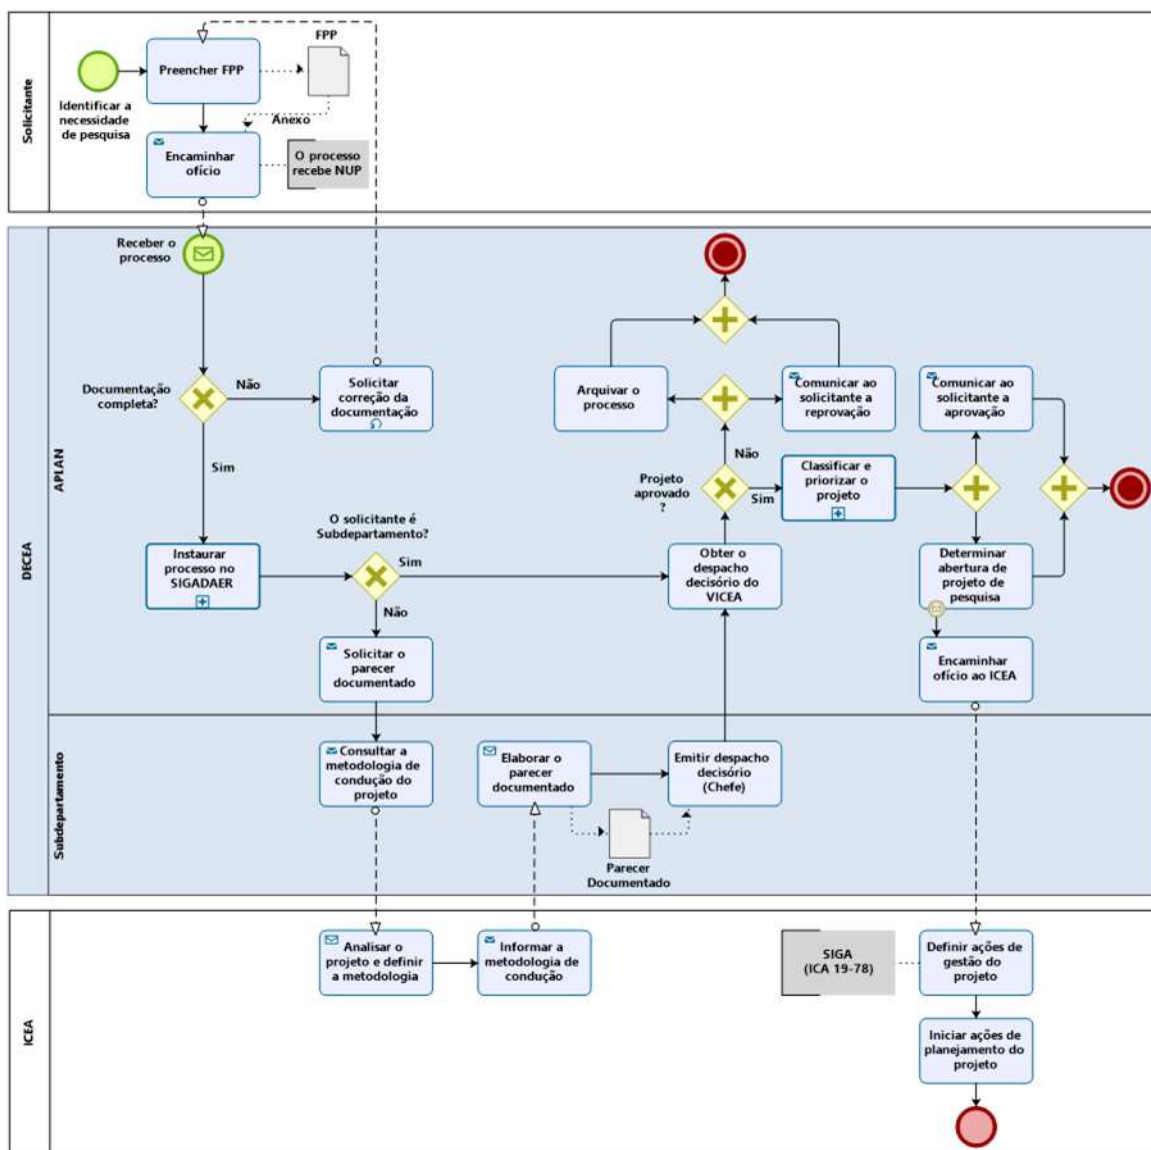 Solicitante
Identificar a
necessidade
de pesquisa
Preencher FPP
FPP
Anexo
Encaminhar
ofício
O processo
recebe NUP
DECEA
APLAN
Receber o
processo
Documentação
completa?
Não
Solicitar
correção da
documentação
Sim
Instaurar
processo no
SIGADAER
O solicitante é
Subdepartamento?
Sim
Não
Solicitar o
parecer
documentado
Arquivar o
processo
Comunicar ao
solicitante a
reprovação
Comunicar ao
solicitante a
aprovação
Não
Projeto
aprovado
?
Sim
Classificar e
priorizar o
projeto
Obter o
despacho
decisório do
VICEA
Determinar
abertura de
projeto de
pesquisa
Encaminhar
ofício ao ICEA
Subdepartamento
Consultar a
metodologia de
condução do
projeto
Elaborar o
parecer
documentado
Emitir despacho
decisório
(Chefe)
Parecer
Documentado
ICEA
Analisar o
projeto e definir
a metodologia
Informar a
metodologia de
condução
SIGA
(ICA 19-78)
Definir ações de
gestão do
projeto
Iniciar ações de
planejamento do
projeto